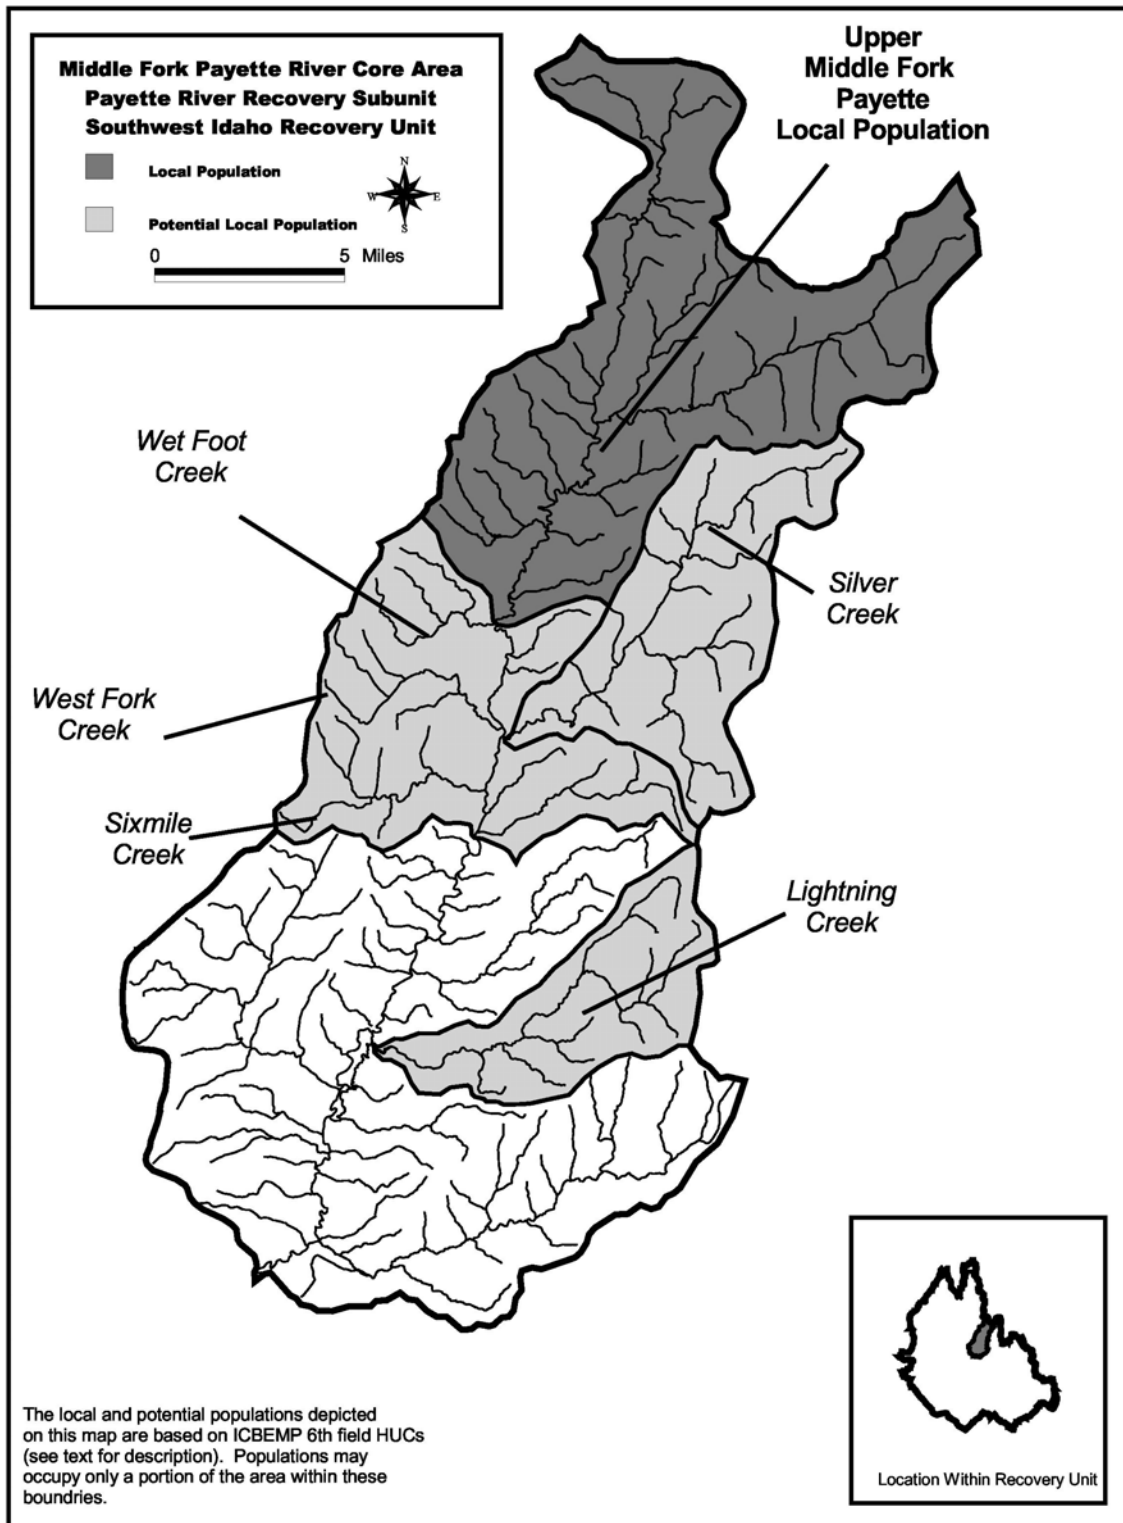 Middle Fork Payette River Core Area
Payette River Recovery Subunit
Southwest Idaho Recovery Unit
Local Population
Potential Local Population
N
W
E
S
0
5 Miles
Upper
Middle Fork
Payette
Local Population
Wet Foot
Creek
Silver
Creek
West Fork
Creek
Sixmile
Creek
Lightning
Creek
The local and potential populations depicted
on this map are based on ICBEMP 6th field HUCs
(see text for description). Populations may
occupy only a portion of the area within these
boundries.
Location Within Recovery Unit